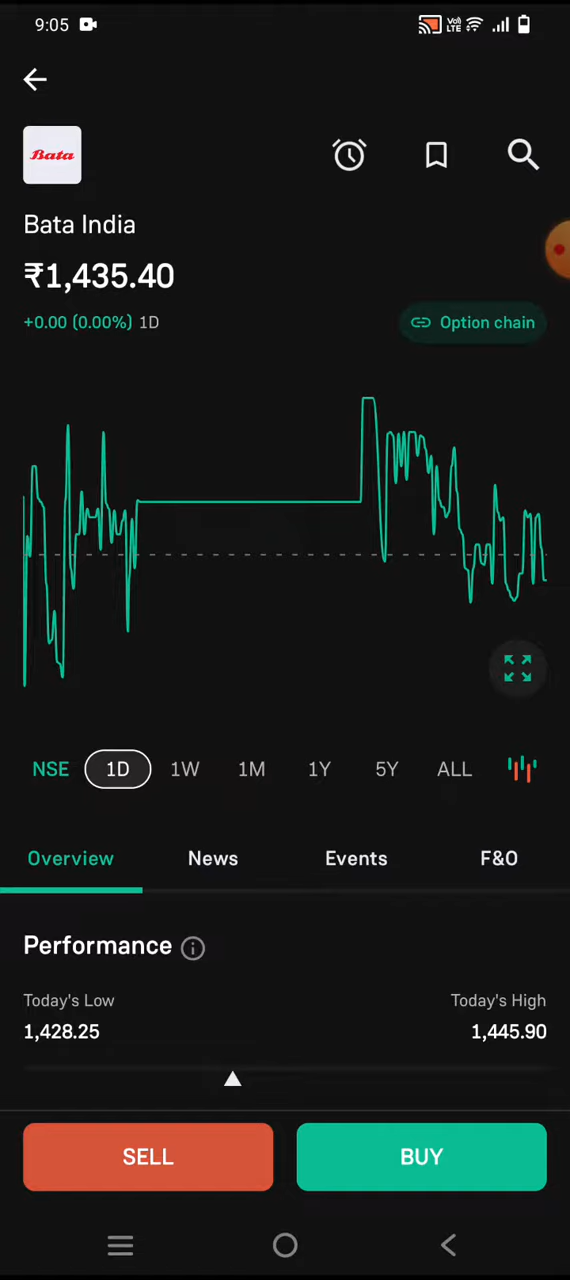 9:05 Vol LTE
Bata
Bata India
₹1,435.40
+0.00 (0.00%) 1D
Option chain
NSE 1D 1W 1M 1Y 5Y ALL
Overview News Events F&O
Performance
Today's Low Today's High
1,428.25 1,445.90
SELL BUY